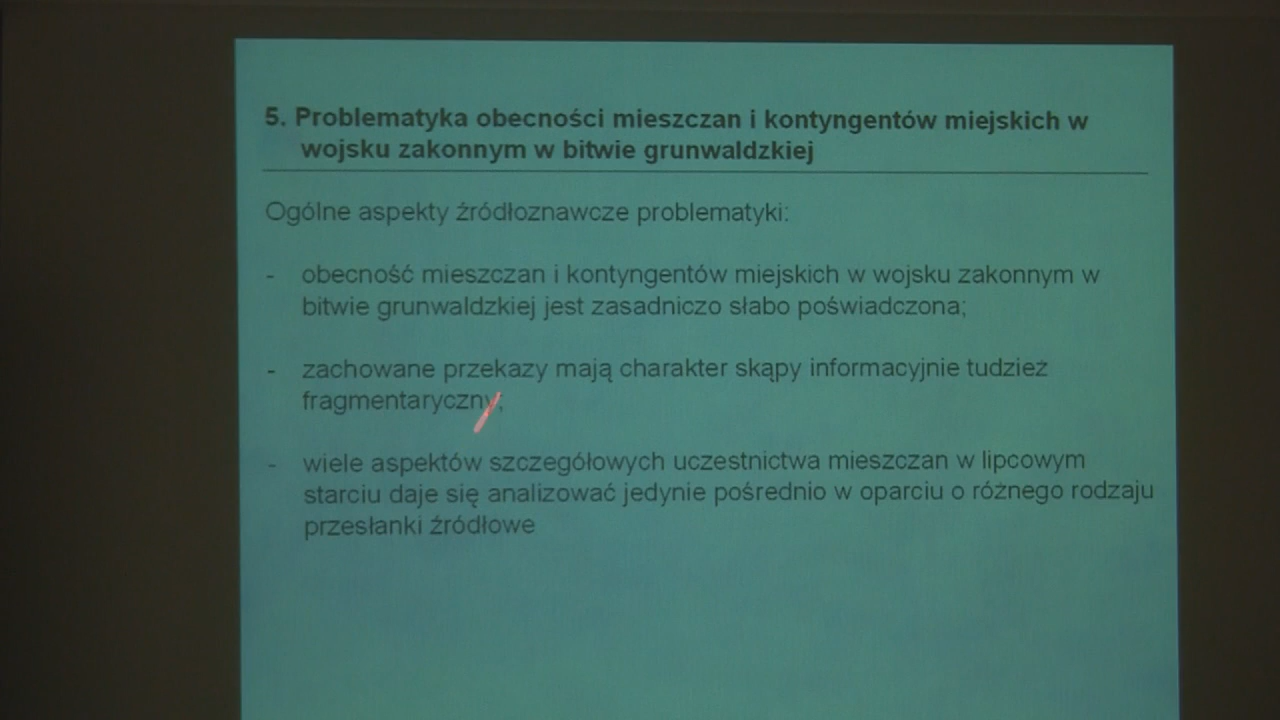 5. Problematyka obecności mieszczan i kontyngentów miejskich w
wojsku zakonnym w bitwie grunwaldzkiej
Ogólne aspekty źródłoznawcze problematyki:
- obecność mieszczan i kontyngentów miejskich w wojsku zakonnym w
bitwie grunwaldzkiej jest zasadniczo słabo poświadczona;
- zachowane przekazy mają charakter skąpy informacyjnie tudzież
fragmentaryczny;
- wiele aspektów szczegółowych uczestnictwa mieszczan w lipcowym
starciu daje się analizować jedynie pośrednio w oparciu o różnego rodzaju
przesłanki źródłowe